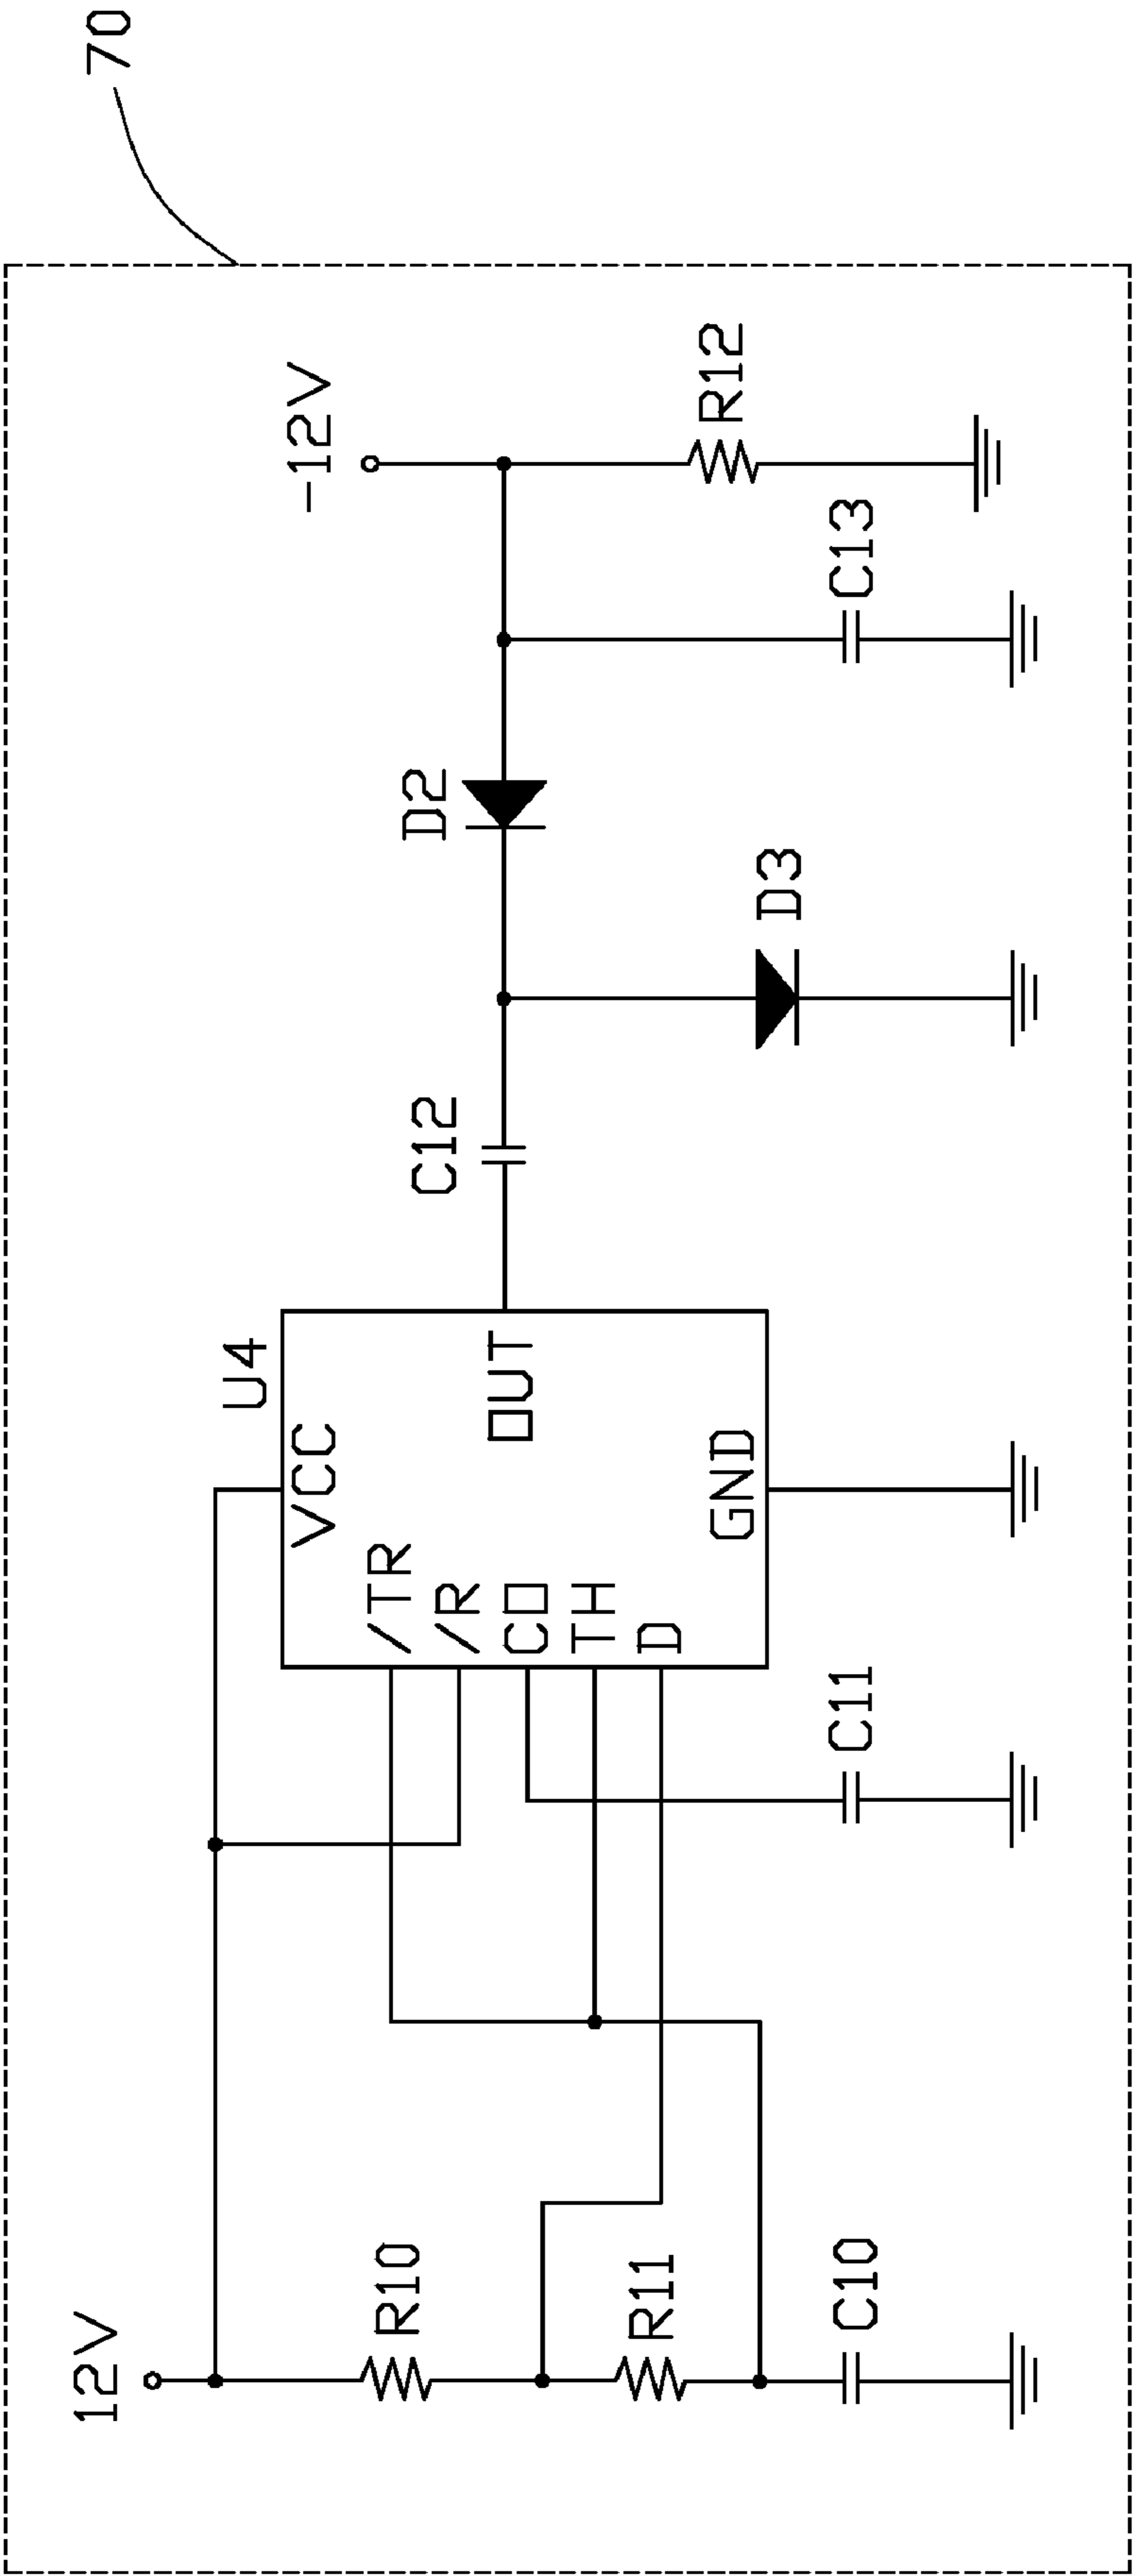 70
12V
-12V
U4
VCC
/TR
/R
CO
TH
D
OUT
GND
R10
R11
C10
C11
C12
D2
D3
C13
R12